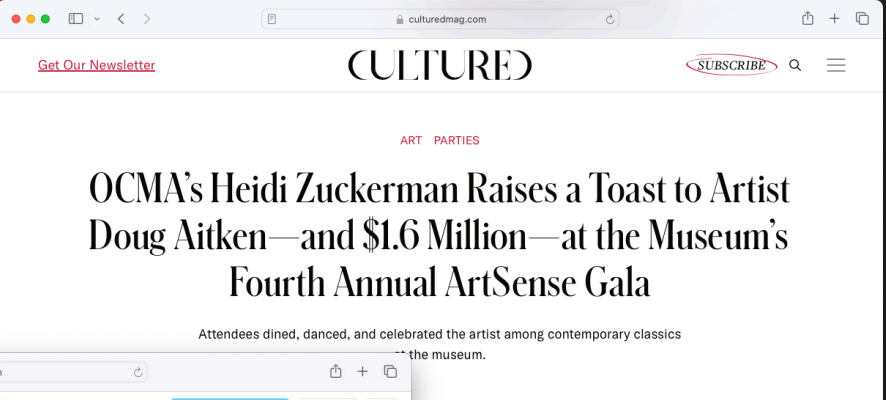 culturedmag.com
Get Our Newsletter
CULTURED
SUBSCRIBE
ART PARTIES
OCMA’s Heidi Zuckerman Raises a Toast to Artist
Doug Aitken—and $1.6 Million—at the Museum’s
Fourth Annual ArtSense Gala
Attendees dined, danced, and celebrated the artist among contemporary classics
at the museum.